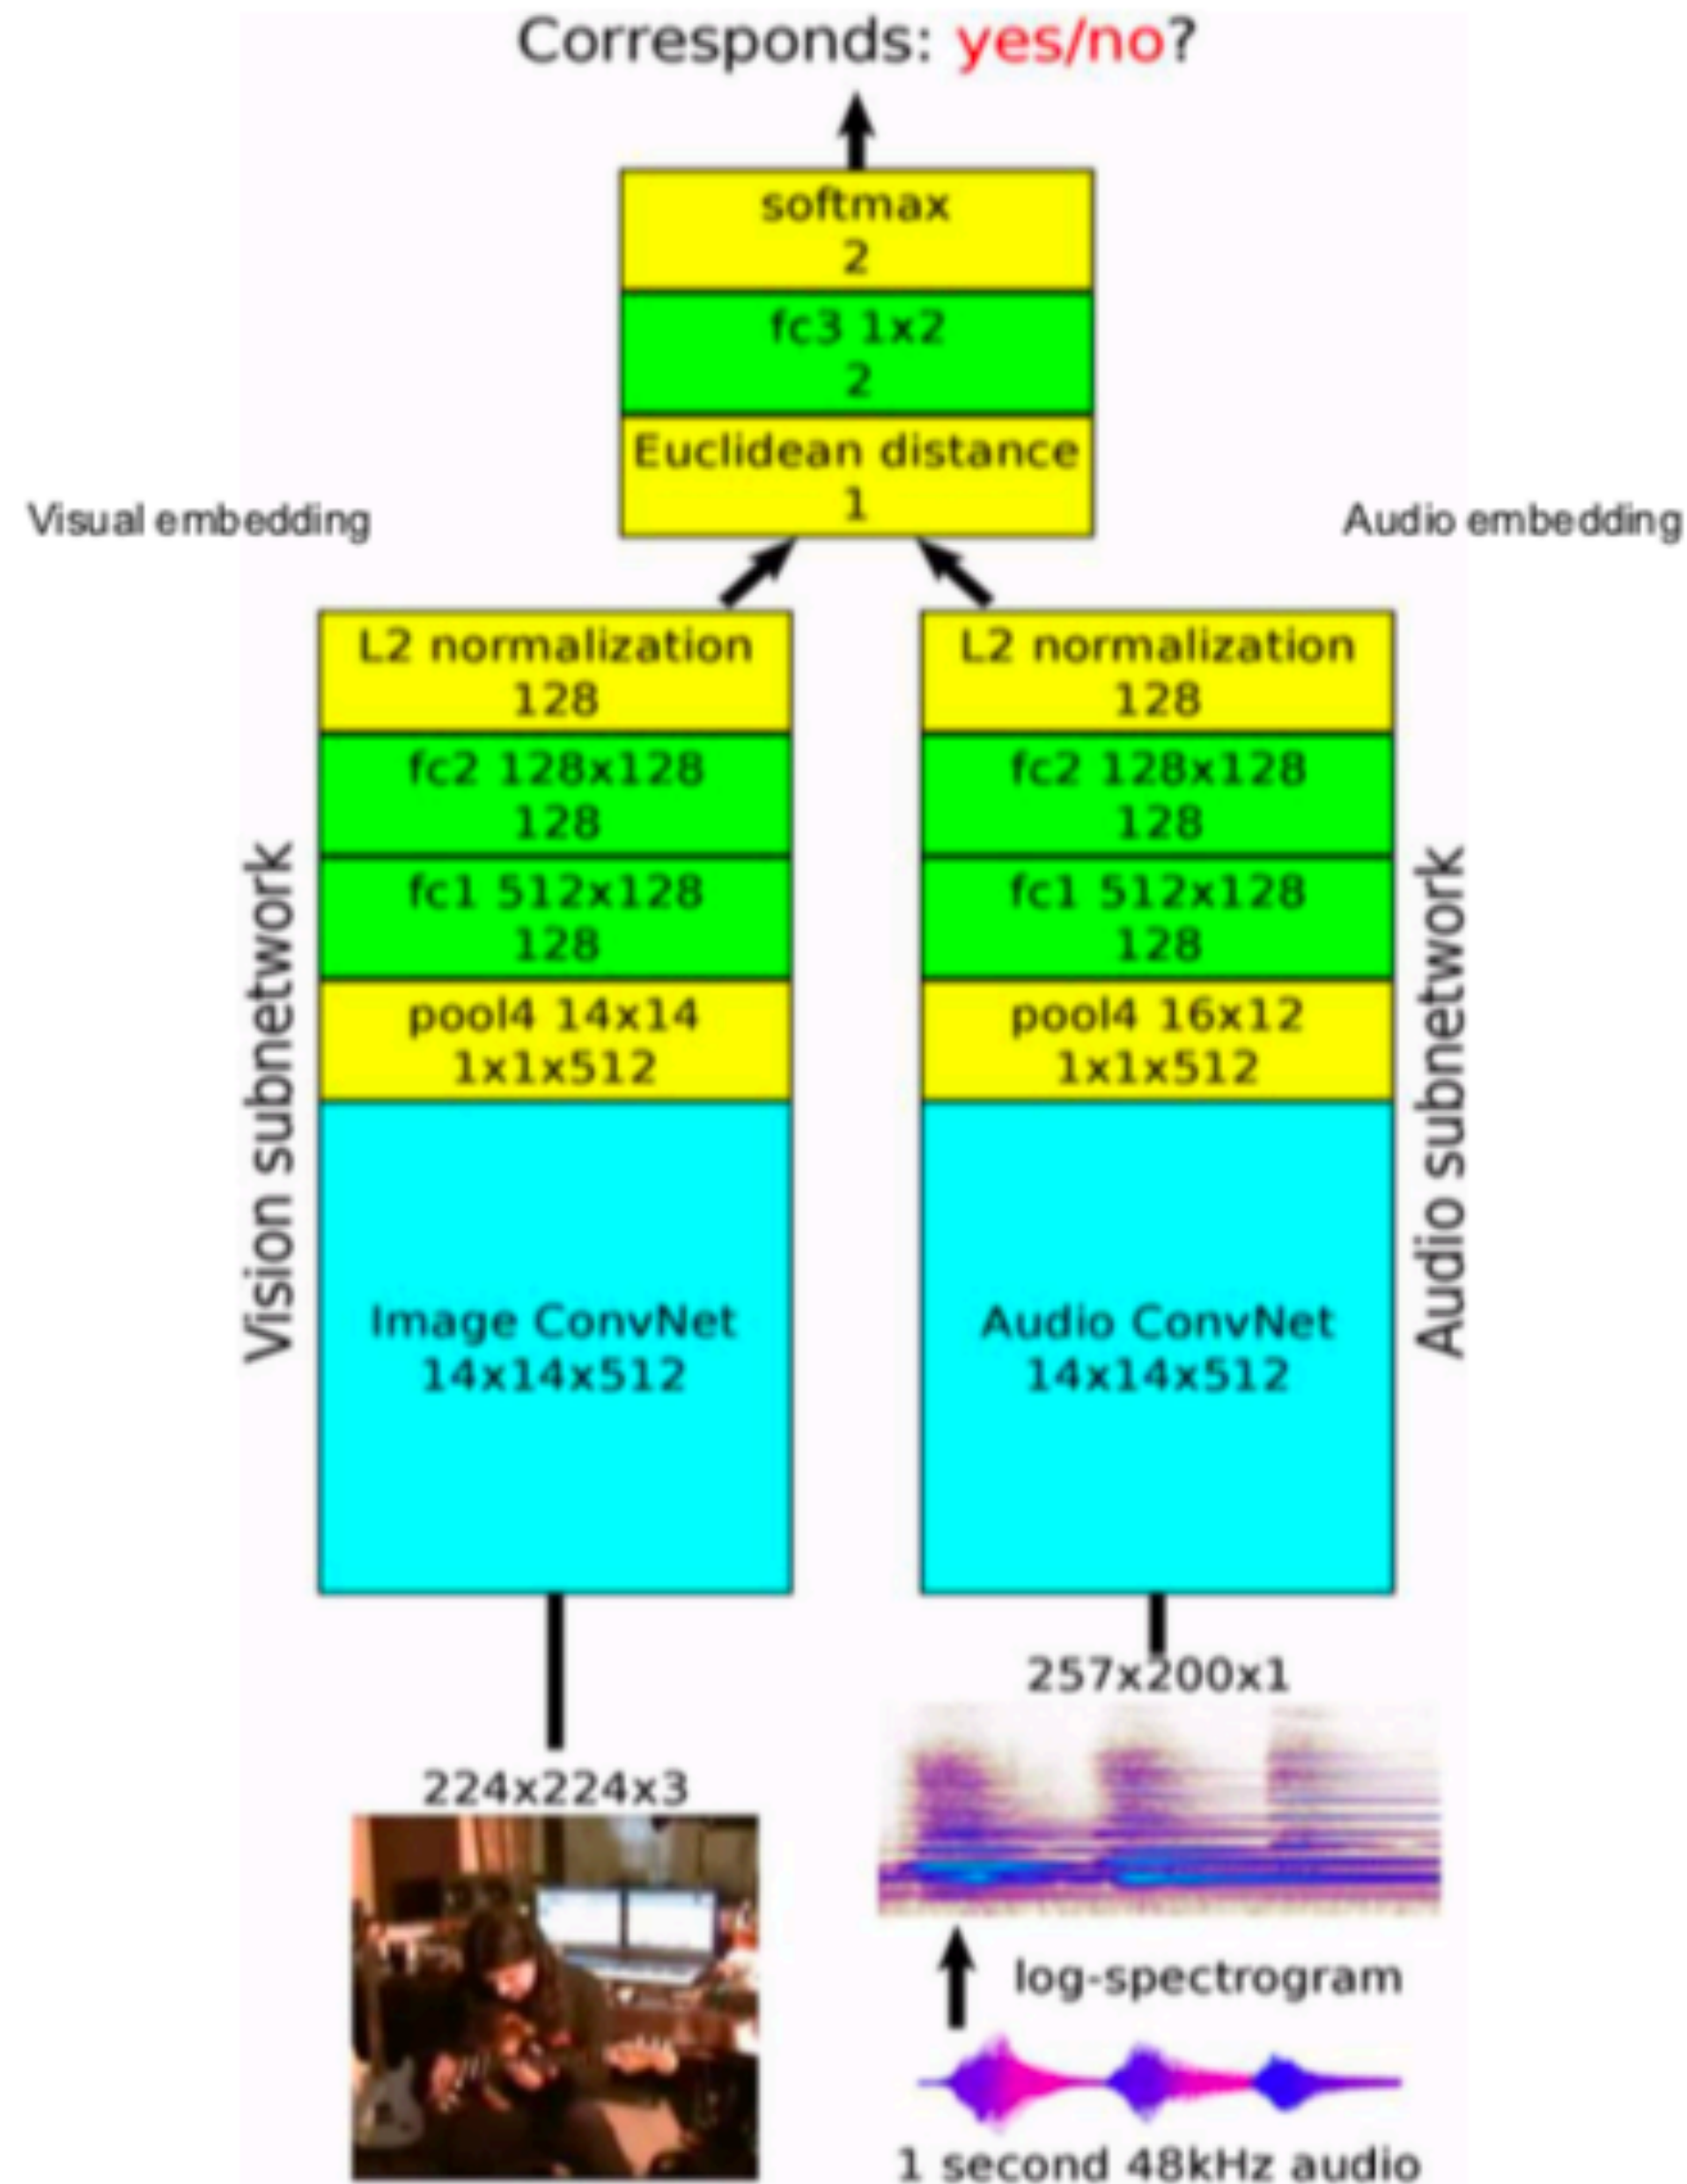 Corresponds: yes/no?
softmax
2
fc3 1x2
2
Euclidean distance
1
Visual embedding
Audio embedding
L2 normalization
128
fc2 128x128
128
fc1 512x128
128
pool4 14x14
1x1x512
Image ConvNet
14x14x512
Vision subnetwork
224x224x3
L2 normalization
128
fc2 128x128
128
fc1 512x128
128
pool4 16x12
1x1x512
Audio ConvNet
14x14x512
Audio subnetwork
257x200x1
log-spectrogram
1 second 48kHz audio